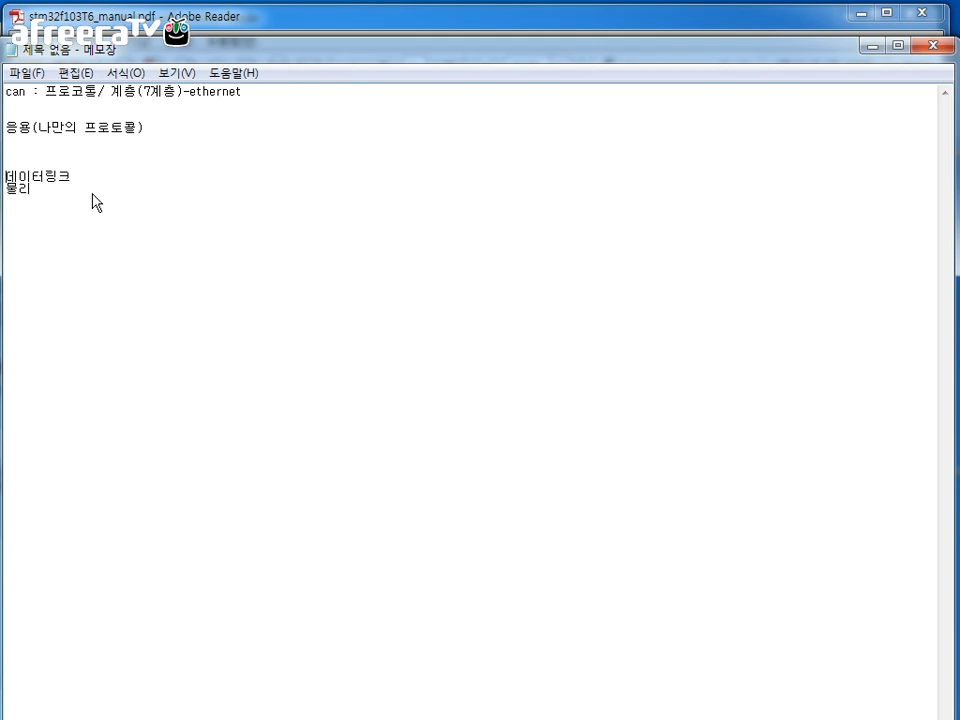 stm32f103T6_manual.pdf - Adobe Reader
afreecaTV
제목 없음 - 메모장
파일(F) 편집(E) 서식(O) 보기(V) 도움말(H)
can : 프로코통/ 계층(7계층)-ethernet
응용(나만의 프로토콜)
데이터링크
물리